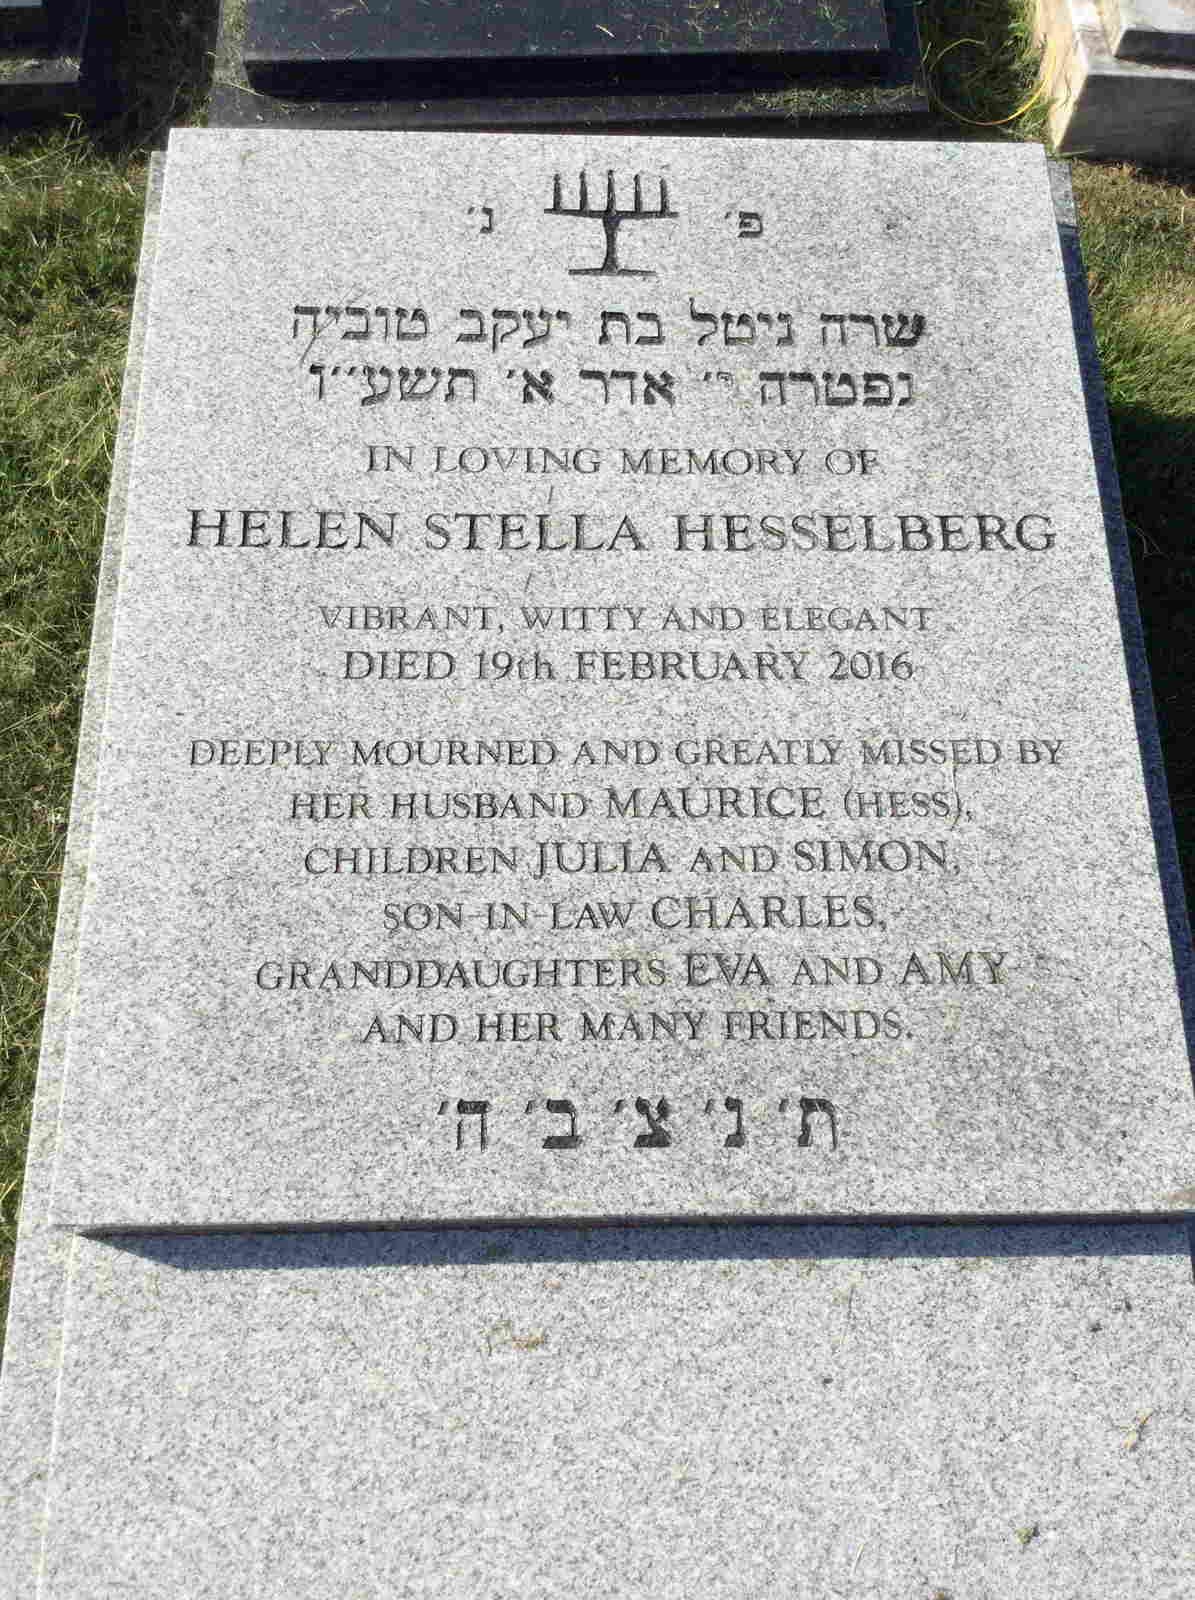 פ׳ נ׳
שרה ניטל בת יעקב טוביה
נפטרה י׳ אדר א׳ תשע״ו
IN LOVING MEMORY OF
HELEN STELLA HESSELBERG
VIBRANT, WITTY AND ELEGANT
DIED 19th FEBRUARY 2016
DEEPLY MOURNED AND GREATLY MISSED BY
HER HUSBAND MAURICE (HESS),
CHILDREN JULIA AND SIMON,
SON-IN-LAW CHARLES,
GRANDDAUGHTERS EVA AND AMY
AND HER MANY FRIENDS.
ת׳ נ׳ צ׳ ב׳ ה׳